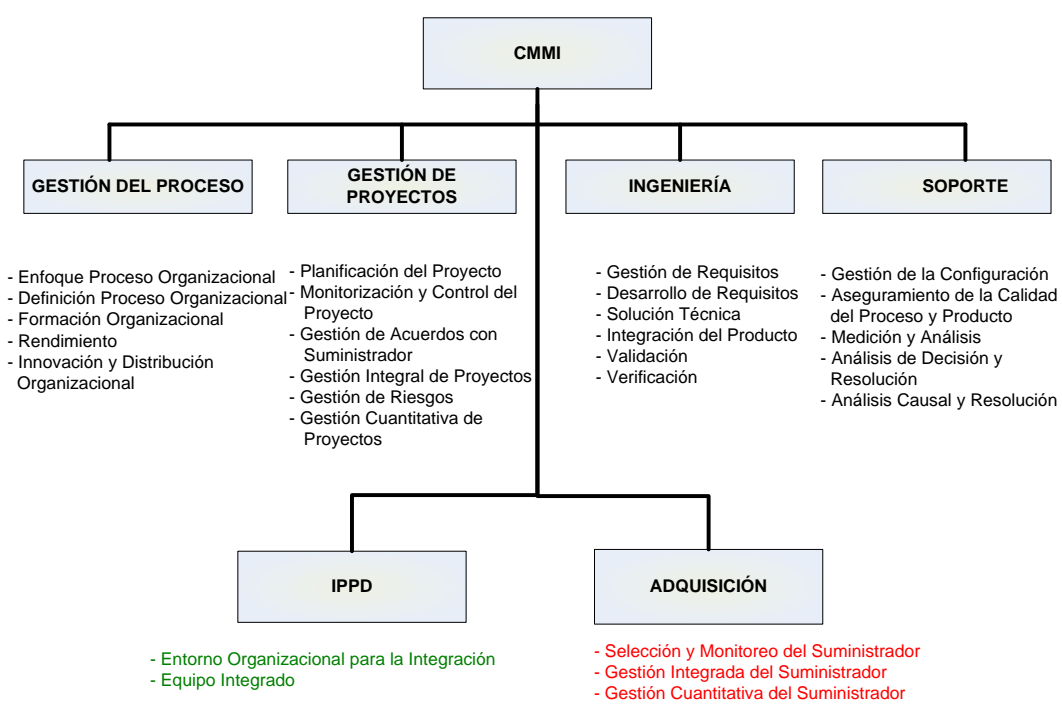 CMMI
GESTIÓN DEL PROCESO
GESTIÓN DE
PROYECTOS
INGENIERÍA
SOPORTE
- Enfoque Proceso Organizacional
- Definición Proceso Organizacional
- Formación Organizacional
- Rendimiento
- Innovación y Distribución
Organizacional
- Planificación del Proyecto
- Monitorización y Control del
Proyecto
- Gestión de Acuerdos con
Suministrador
- Gestión Integral de Proyectos
- Gestión de Riesgos
- Gestión Cuantitativa de
Proyectos
- Gestión de Requisitos
- Desarrollo de Requisitos
- Solución Técnica
- Integración del Producto
- Validación
- Verificación
- Gestión de la Configuración
- Aseguramiento de la Calidad
del Proceso y Producto
- Medición y Análisis
- Análisis de Decisión y
Resolución
- Análisis Causal y Resolución
IPPD
ADQUISICIÓN
- Entorno Organizacional para la Integración
- Equipo Integrado
- Selección y Monitoreo del Suministrador
- Gestión Integrada del Suministrador
- Gestión Cuantitativa del Suministrador